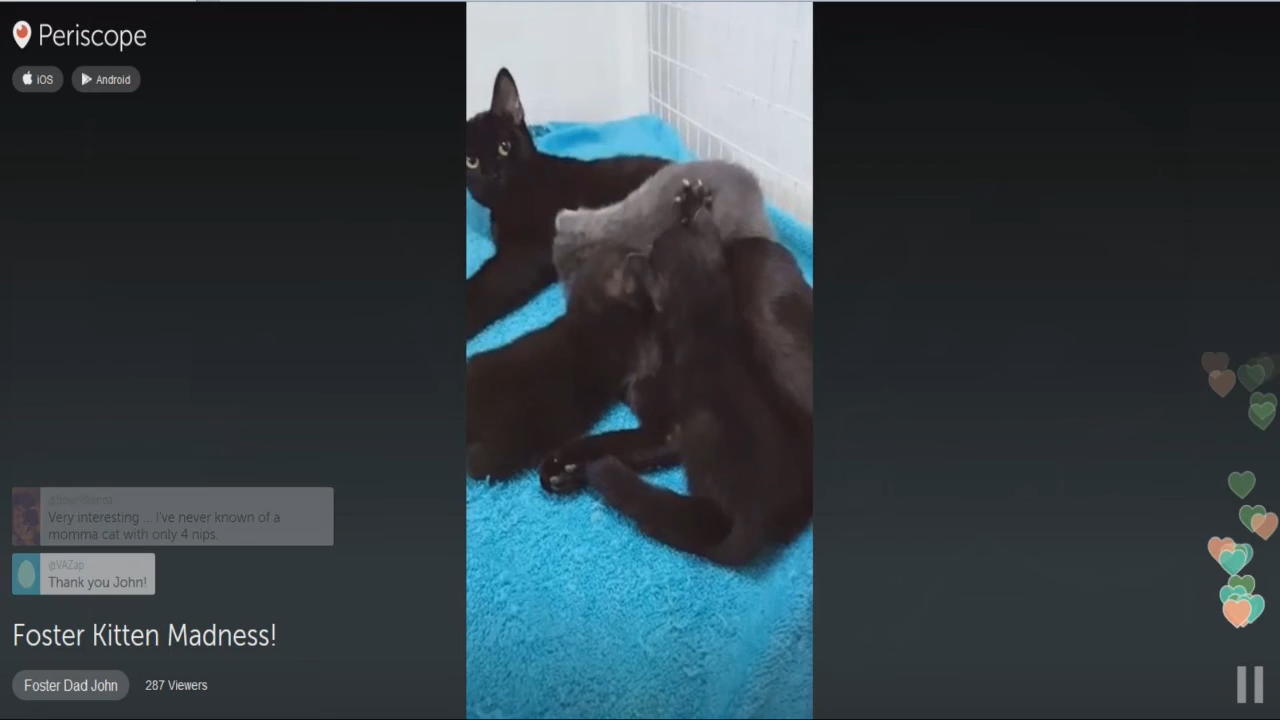 Periscope
iOS
Android
Very interesting ... I've never known of a
momma cat with only 4 nips.
@VAZap
Thank you John!
Foster Kitten Madness!
Foster Dad John
287 Viewers